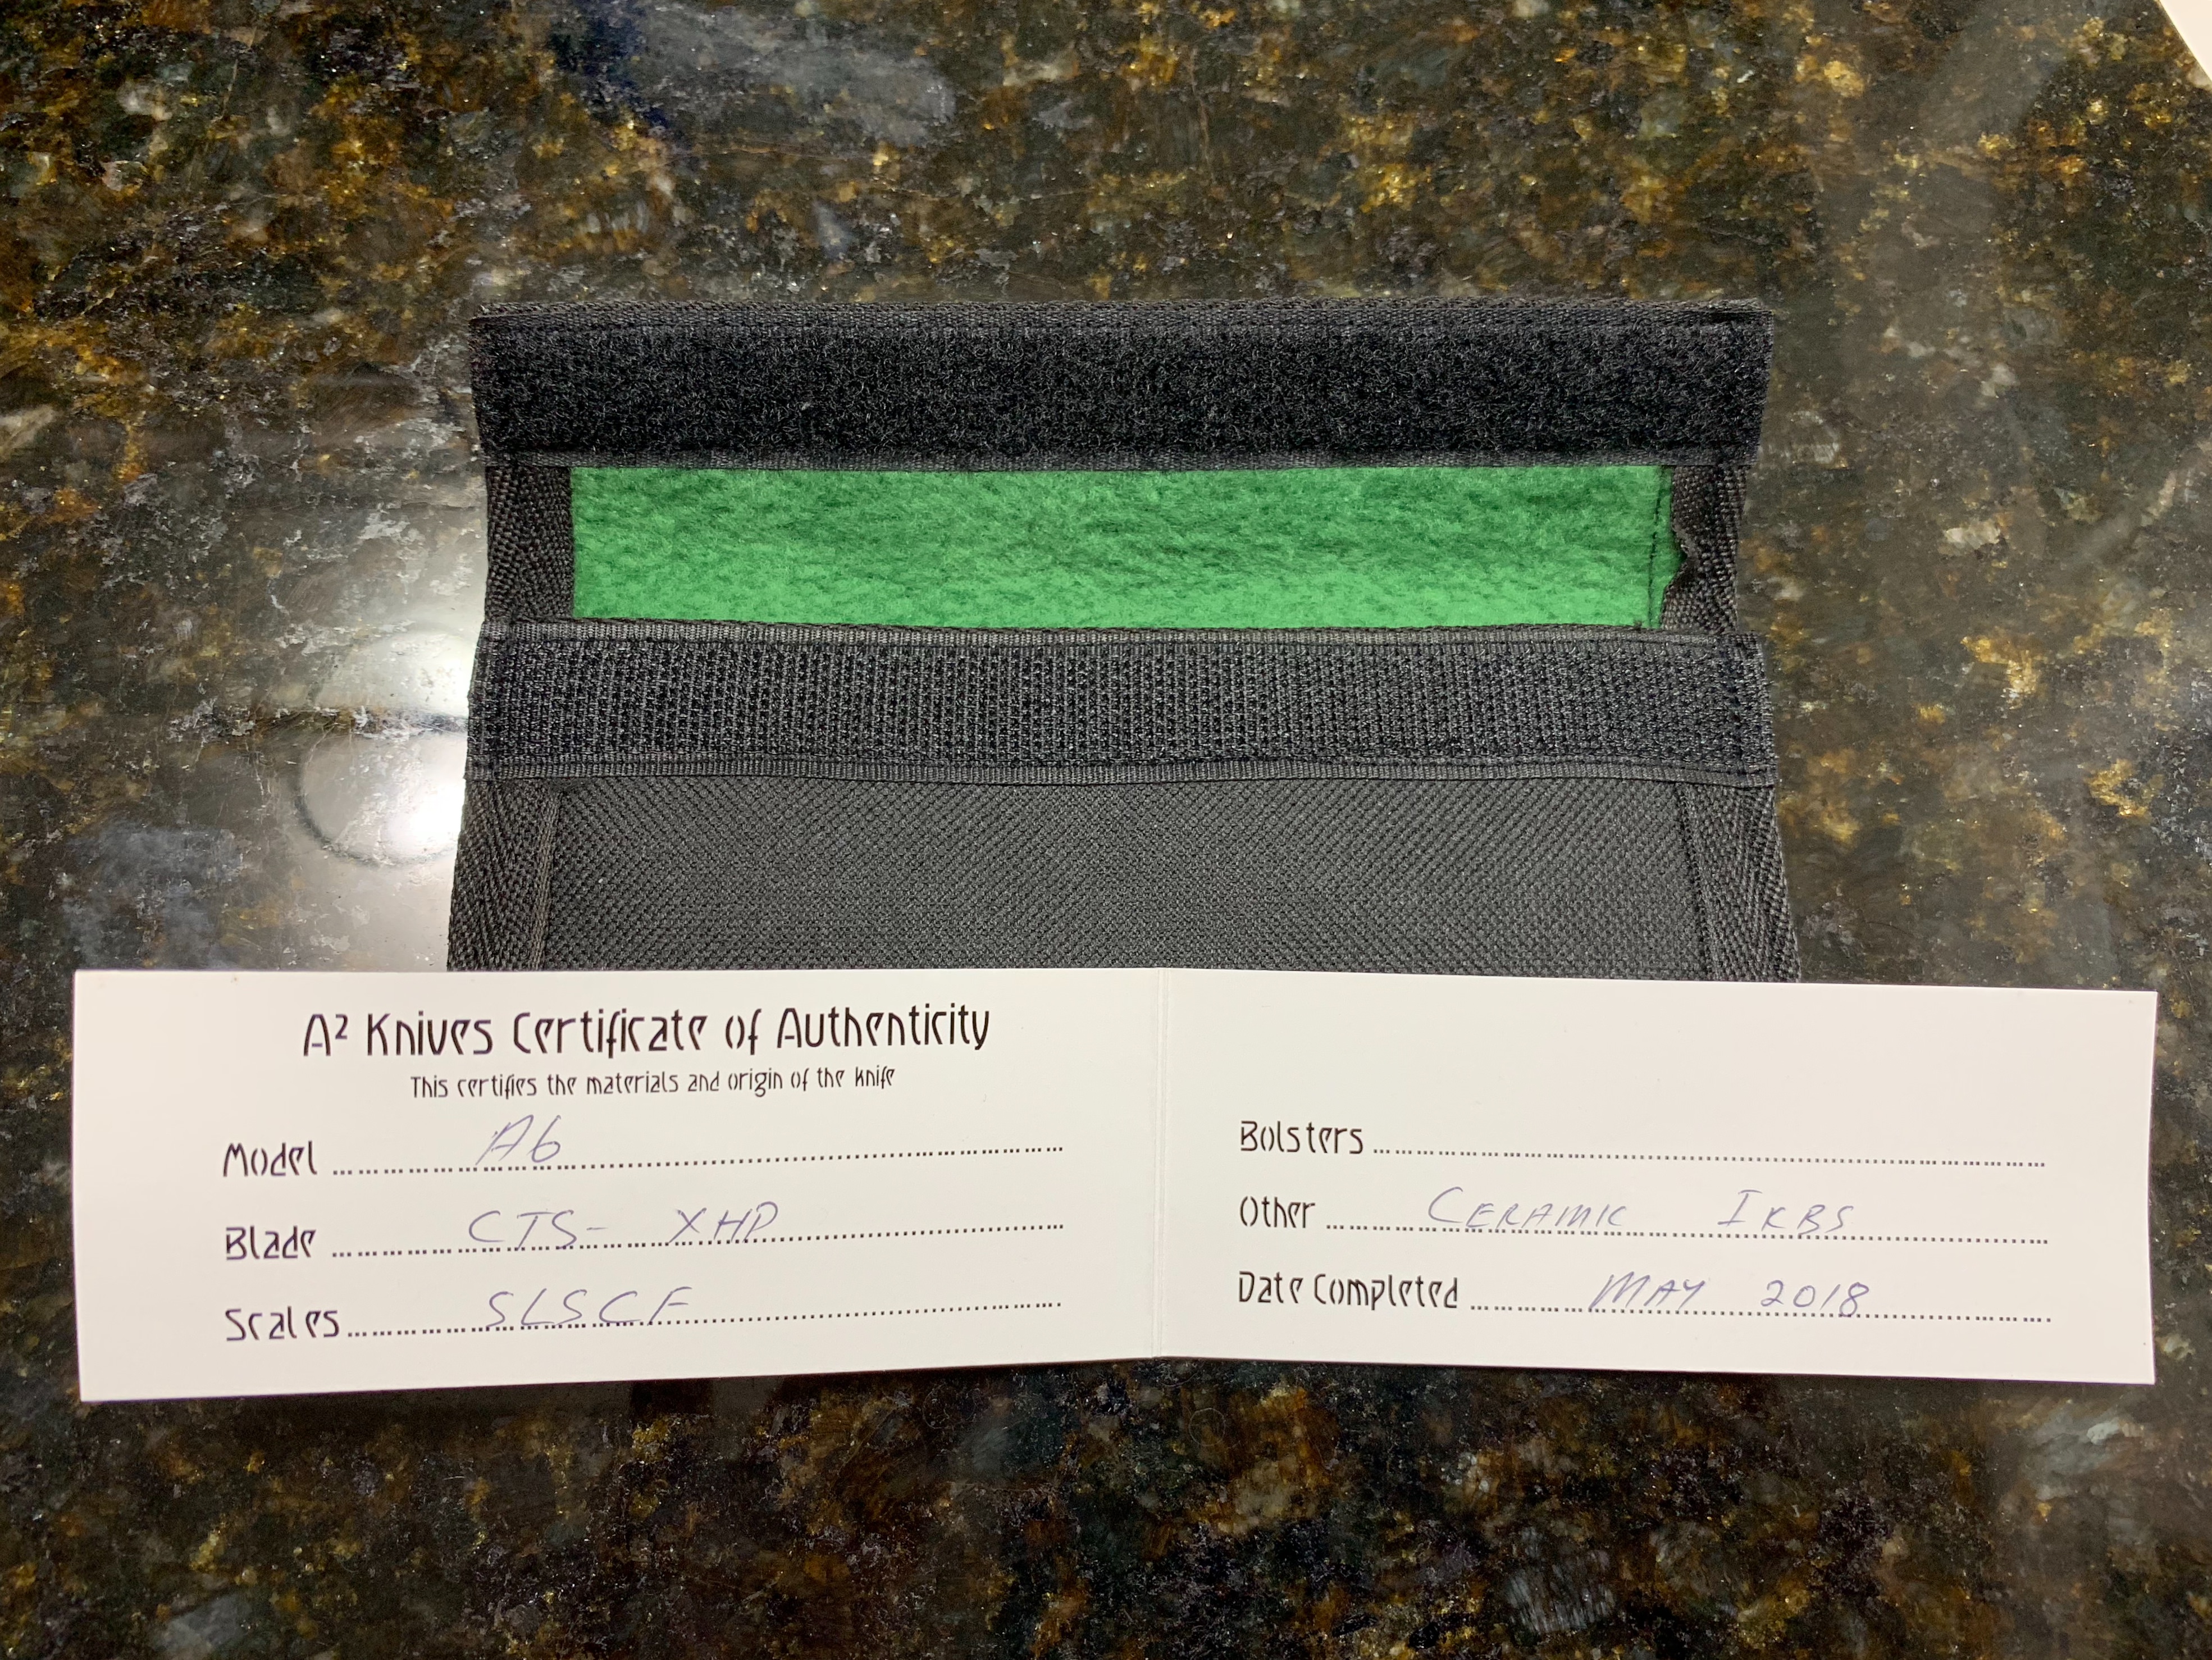 A² Knives Certificate of Authenticity
This certifies the materials and origin of the knife
Model A6
Blade CTS- XHP
Scales SLSCF
Bolsters
Other CERAMIC IKBS
Date Completed MAY 2018